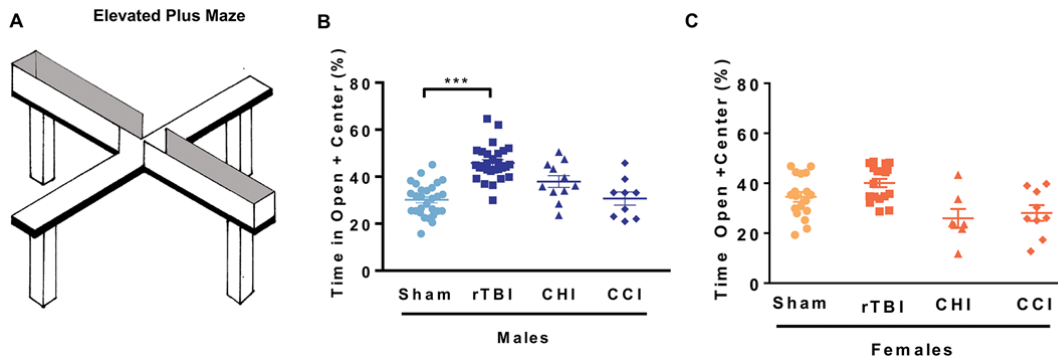 A
Elevated Plus Maze
B
Time in Open + Center (%)
80
60
40
20
0
***
Sham
rTBI
CHI
CCI
Males
C
Time Open +Center (%)
80
60
40
20
0
Sham
rTBI
CHI
CCI
Females